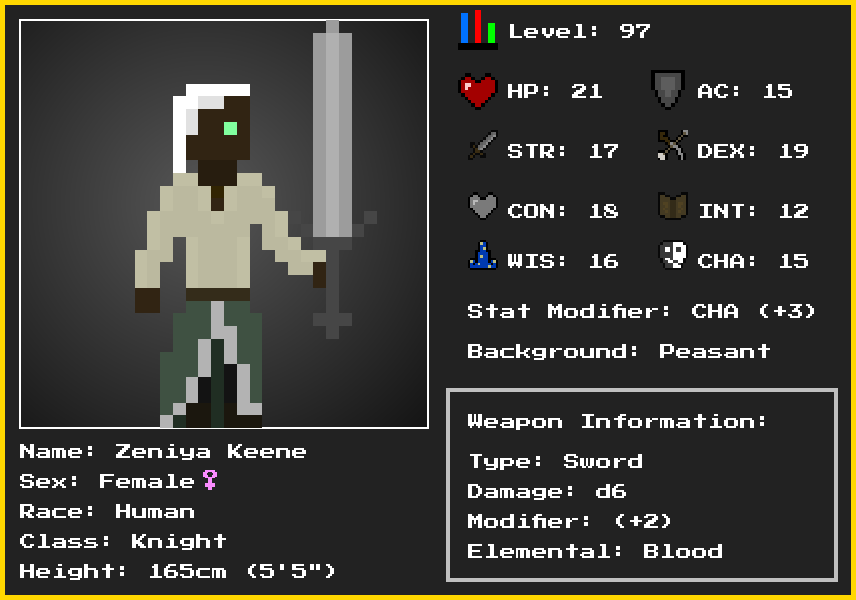 Level: 97
HP: 21 AC: 15
STR: 17 DEX: 19
CON: 18 INT: 12
WIS: 16 CHA: 15
Stat Modifier: CHA (+3)
Background: Peasant
Weapon Information:
Type: Sword
Damage: d6
Modifier: (+2)
Elemental: Blood
Name: Zeniya Keene
Sex: Female♀
Race: Human
Class: Knight
Height: 165cm (5'5")